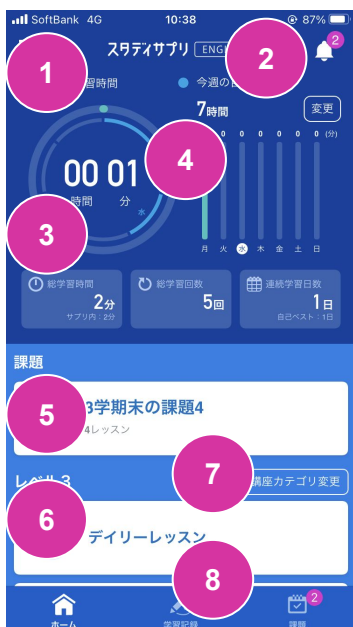 SoftBank 4G 10:38 87%
スタディサプリ ENG
2
1
2
習時間
今週の
7時間 変更
4
0 0 0 0 0 (分)
00 01
時間 分
水
3
月 火 水 木 金 土 日
総学習時間 総学習回数 連続学習日数
2分 5回 1日
サプリ内：2分 自己ベスト：1日
課題
5
3学期末の課題4
4レッスン
7
レベル3 講座カテゴリ変更
6
デイリーレッスン
8
2
ホーム 学習記録 課題